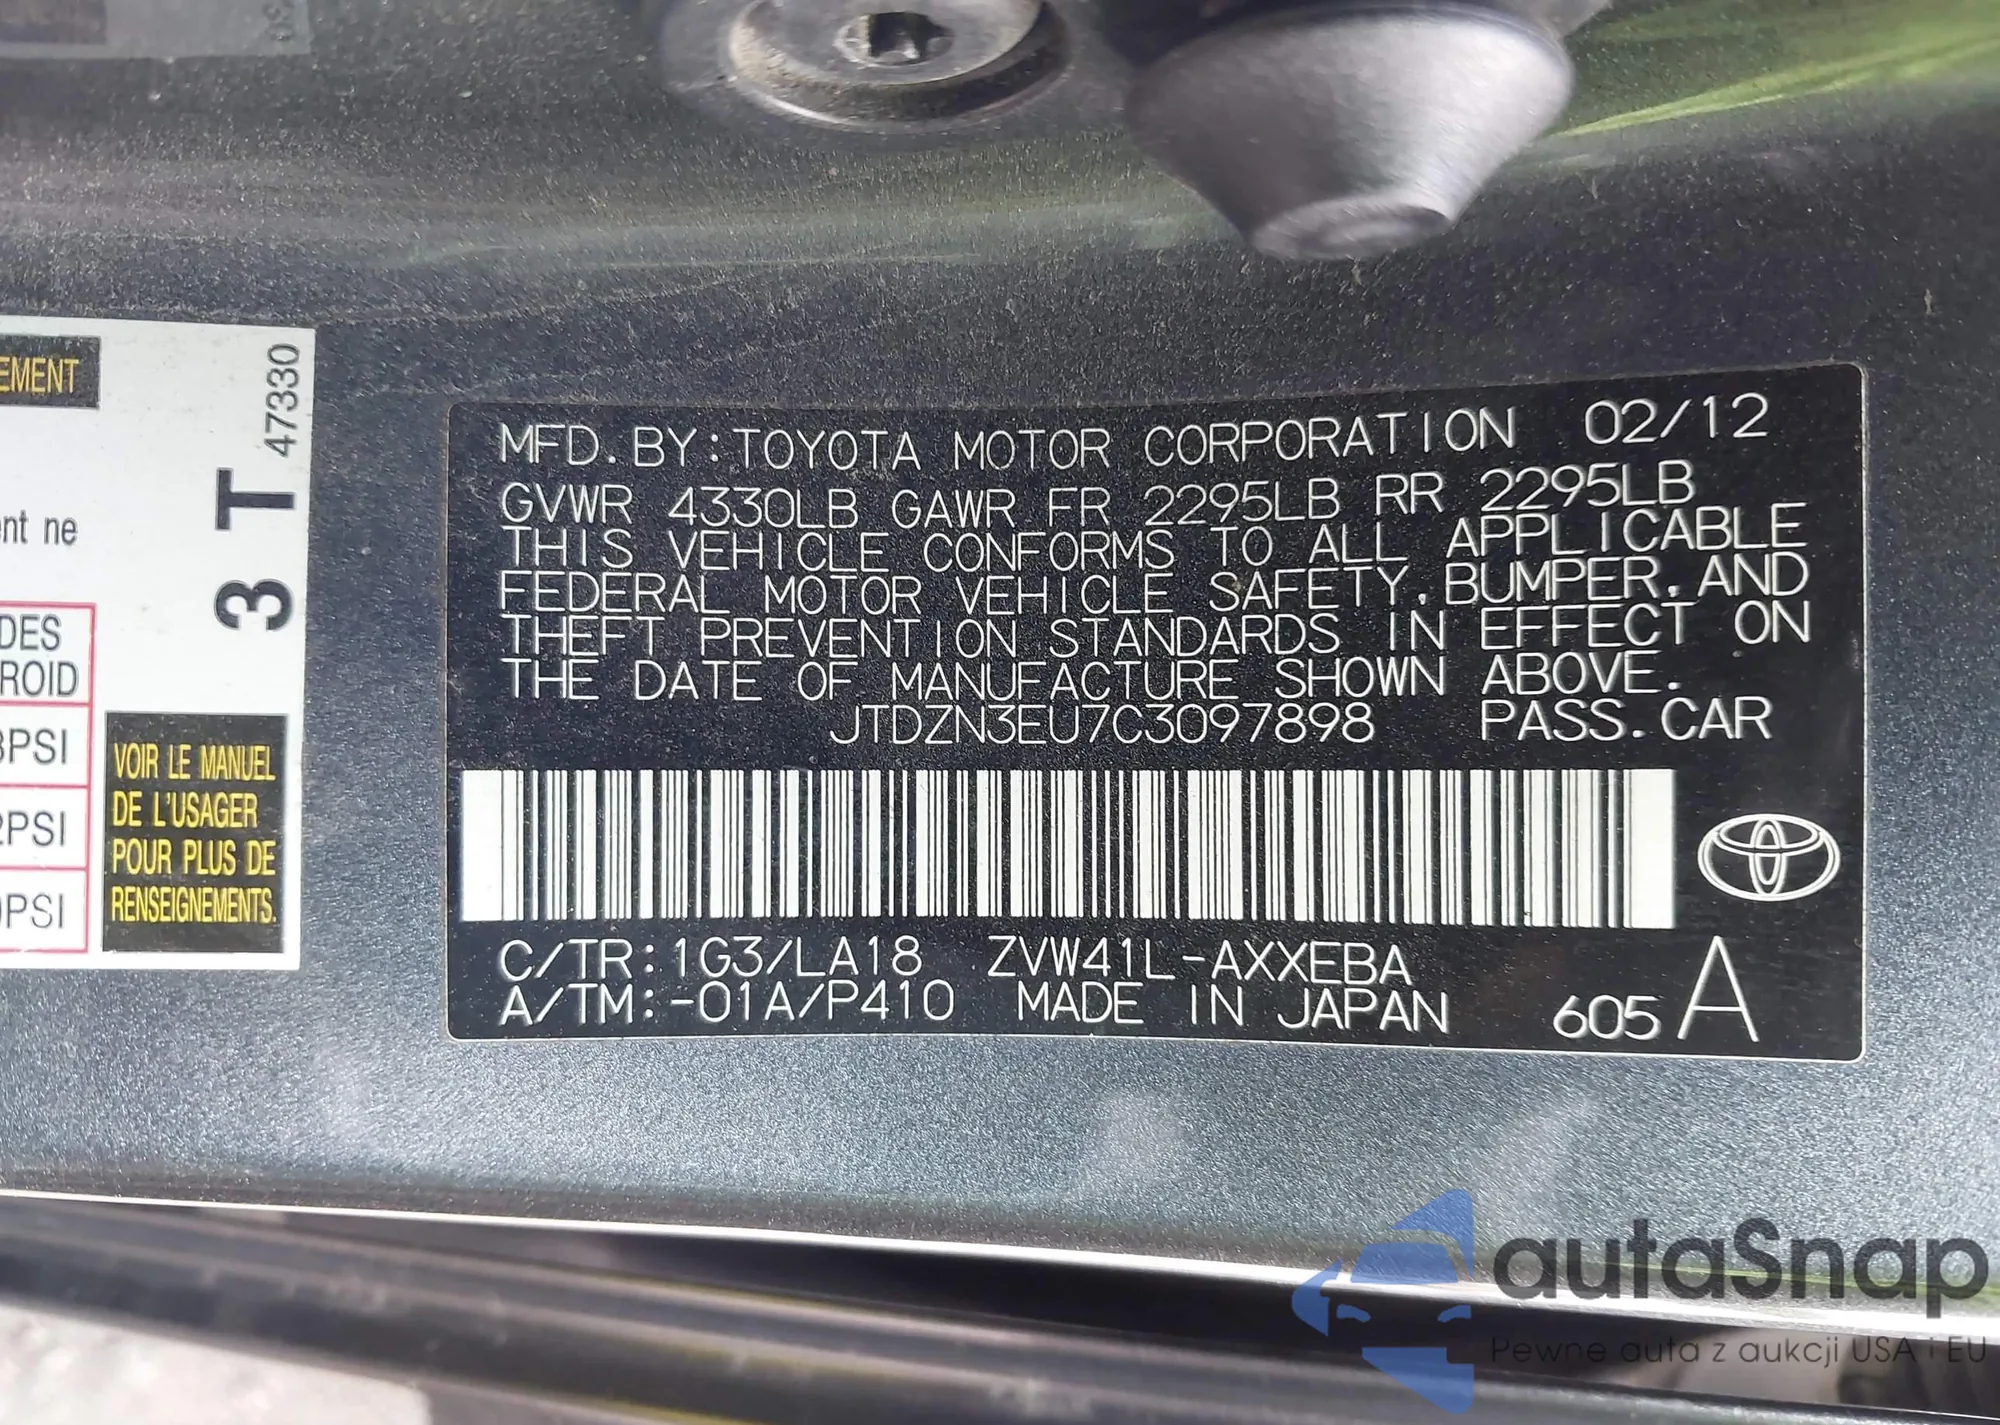 EMENT
47330
3 T
nt ne
DES
ROID
PSI
2PSI
PSI
VOIR LE MANUEL
DE L'USAGER
POUR PLUS DE
RENSEIGNEMENTS.
MFD. BY: TOYOTA MOTOR CORPORATION 02/12
GVWR 4330LB GAWR FR 2295LB RR 2295LB
THIS VEHICLE CONFORMS TO ALL APPLICABLE
FEDERAL MOTOR VEHICLE SAFETY, BUMPER, AND
THEFT PREVENTION STANDARDS IN EFFECT ON
THE DATE OF MANUFACTURE SHOWN ABOVE.
JTDZN3EU7C3097898 PASS. CAR
C/TR: 1G3/LA18 ZVW41L-AXXEBA
A/TM: -01A/P410 MADE IN JAPAN 605 A
autaSnap
Pewne auta z aukcji USA i EU